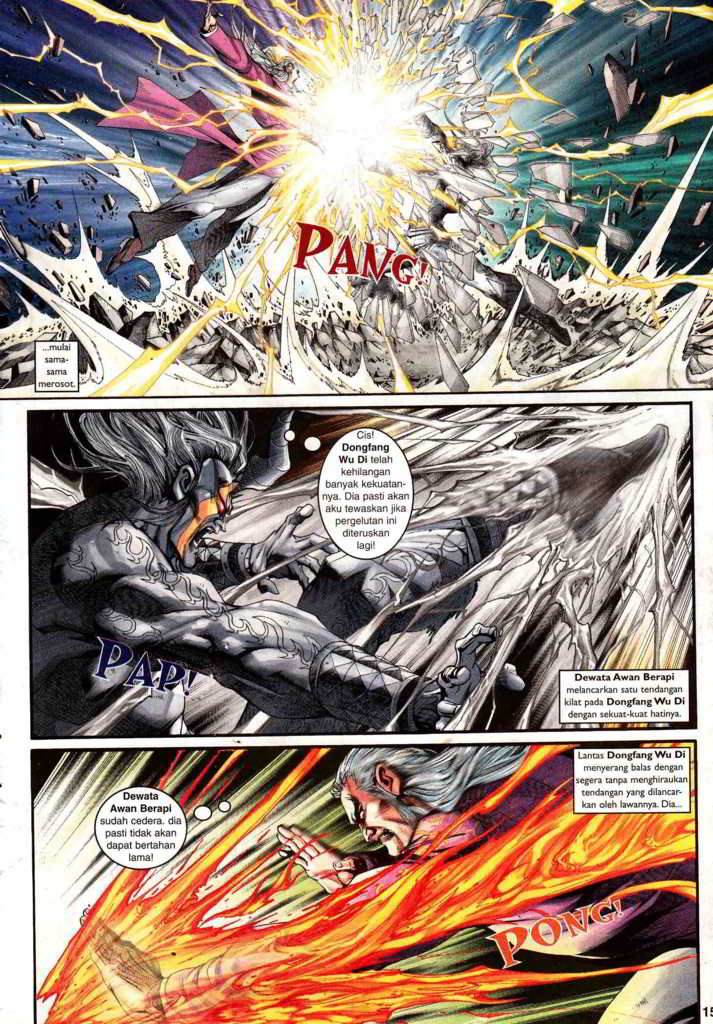 PANG!
...mulai
sama-
sama
merosot.
Cis!
Dongfang
Wu Di telah
kehilangan
banyak kekuatan-
nya. Dia pasti akan
aku tewaskan jika
pergelutan ini
diteruskan
lagi!
PAP!
Dewata Awan Berapi
melancarkan satu tendangan
kilat pada Dongfang Wu Di
dengan sekuat-kuat hatinya.
Lantas Dongfang Wu Di
menyerang balas dengan
segera tanpa menghiraukan
tendangan yang dilancar-
kan oleh lawannya. Dia...
Dewata
Awan Berapi
sudah cedera. dia
pasti tidak akan
dapat bertahan
lama!
PONG!
15